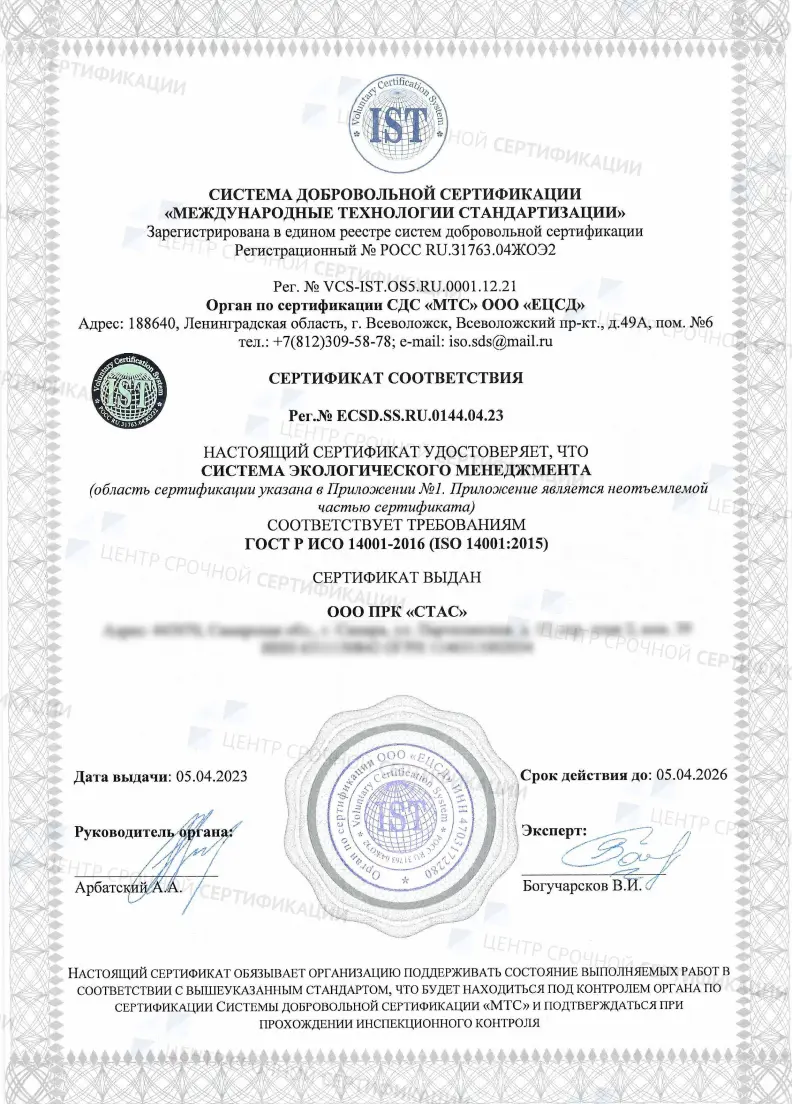 Voluntary Certification System
IST
СИСТЕМА ДОБРОВОЛЬНОЙ СЕРТИФИКАЦИИ
«МЕЖДУНАРОДНЫЕ ТЕХНОЛОГИИ СТАНДАРТИЗАЦИИ»
Зарегистрирована в едином реестре систем добровольной сертификации
Регистрационный № РОСС RU.31763.04ЖОЭ2
Рег. № VCS-IST.OS5.RU.0001.12.21
Орган по сертификации СДС «МТС» ООО «ЕЦСД»
Адрес: 188640, Ленинградская область, г. Всеволожск, Всеволожский пр-кт., д.49А, пом. №6
тел.: +7(812)309-58-78; e-mail: iso.sds@mail.ru
Voluntary Certification System
IST
РОСС RU.31763.04ЖОЭ2
СЕРТИФИКАТ СООТВЕТСТВИЯ
Рег.№ ECSD.SS.RU.0144.04.23
НАСТОЯЩИЙ СЕРТИФИКАТ УДОСТОВЕРЯЕТ, ЧТО
СИСТЕМА ЭКОЛОГИЧЕСКОГО МЕНЕДЖМЕНТА
(область сертификации указана в Приложении №1. Приложение является неотъемлемой
частью сертификата)
СООТВЕТСТВУЕТ ТРЕБОВАНИЯМ
ГОСТ Р ИСО 14001-2016 (ISO 14001:2015)
СЕРТИФИКАТ ВЫДАН
ООО ПРК «СТАС»
Дата выдачи: 05.04.2023
Срок действия до: 05.04.2026
Орган по сертификации ООО «ЕЦСД» ИНН 4703172280
Voluntary Certification System
IST
РОСС RU.31763.04ЖОЭ2
Руководитель органа:
Эксперт:
Арбатский А.А.
Богучарсков В.И.
НАСТОЯЩИЙ СЕРТИФИКАТ ОБЯЗЫВАЕТ ОРГАНИЗАЦИЮ ПОДДЕРЖИВАТЬ СОСТОЯНИЕ ВЫПОЛНЯЕМЫХ РАБОТ В
СООТВЕТСТВИИ С ВЫШЕУКАЗАННЫМ СТАНДАРТОМ, ЧТО БУДЕТ НАХОДИТЬСЯ ПОД КОНТРОЛЕМ ОРГАНА ПО
СЕРТИФИКАЦИИ СИСТЕМЫ ДОБРОВОЛЬНОЙ СЕРТИФИКАЦИИ «МТС» И ПОДТВЕРЖДАТЬСЯ ПРИ
ПРОХОЖДЕНИИ ИНСПЕКЦИОННОГО КОНТРОЛЯ
ЦЕНТР СРОЧНОЙ СЕРТИФИКАЦИИ